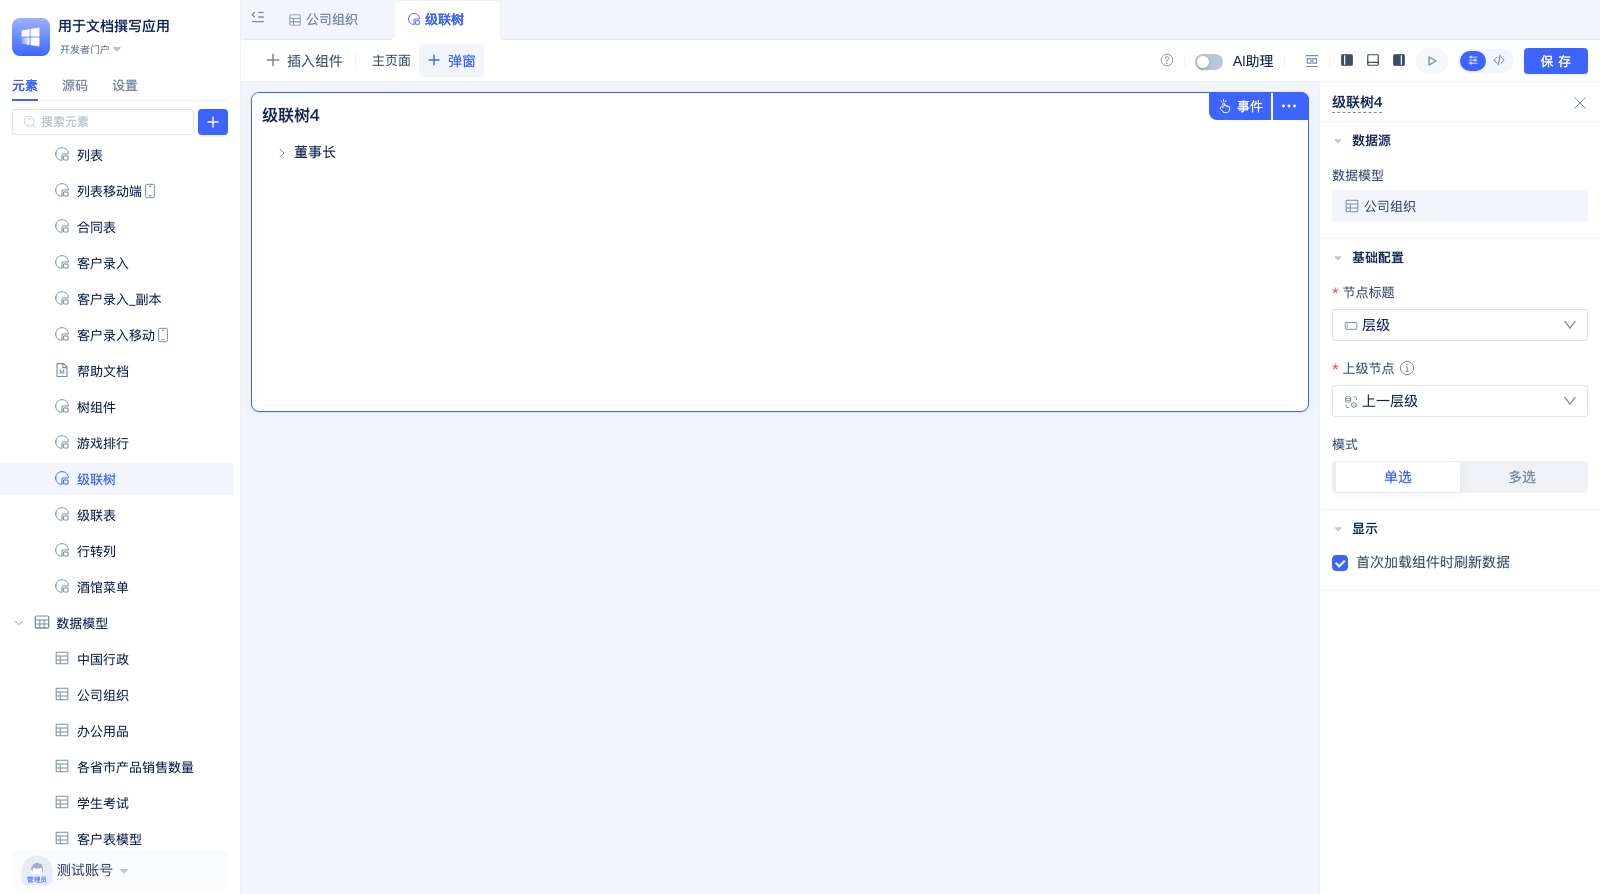 用于文档撰写应用
开发者门户
元素 源码 设置
搜索元素
列表
列表移动端
合同表
客户录入
客户录入_副本
客户录入移动
帮助文档
树组件
游戏排行
级联树
级联表
行转列
酒馆菜单
数据模型
中国行政
公司组织
办公用品
各省市产品销售数量
学生考试
客户表模型
管理员
测试账号
公司组织 级联树
插入组件 主页面 弹窗 AI助理 保存
级联树4 事件
董事长
级联树4
数据源
数据模型
公司组织
基础配置
* 节点标题
层级
* 上级节点
上一层级
模式
单选 多选
显示
首次加载组件时刷新数据